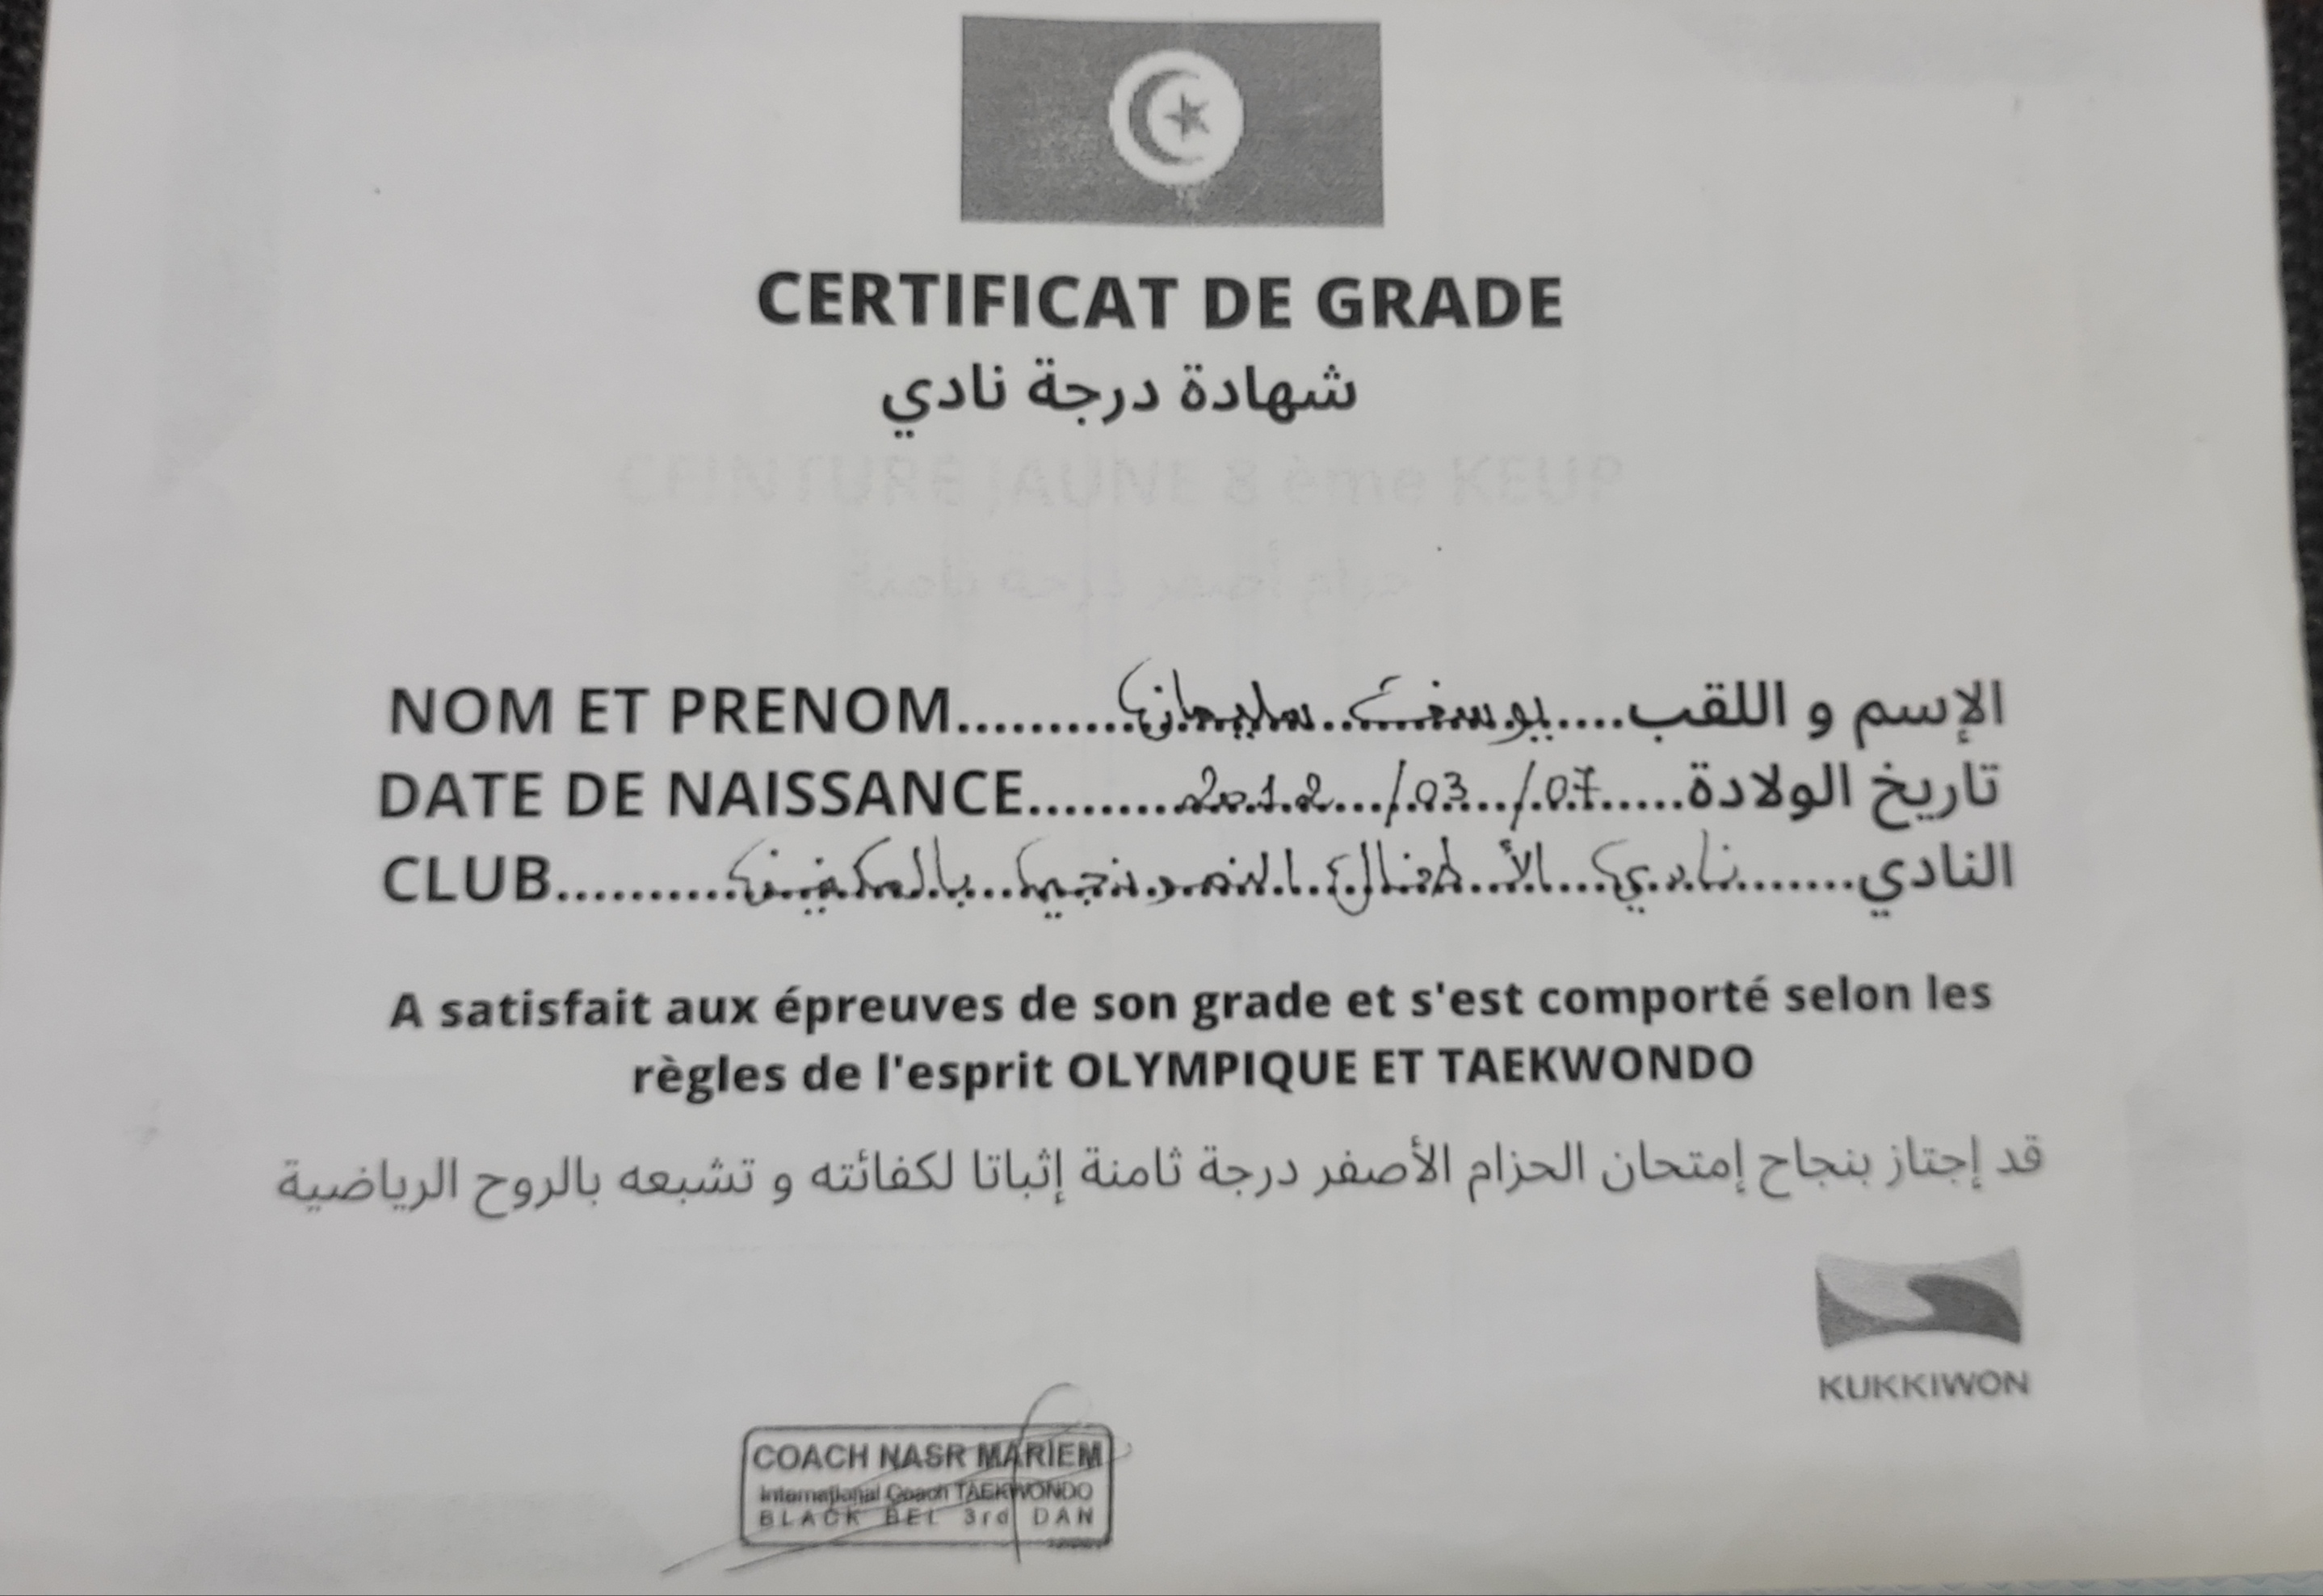 CERTIFICAT DE GRADE
شهادة درجة نادي
CEINTURE JAUNE 8 ème KEUP
NOM ET PRENOM..........يوسف سليماني....الإسم و اللقب
DATE DE NAISSANCE.........2012/03/07.....تاريخ الولادة
CLUB..........نادي الأطفال النموذجي بالمكنين.......النادي
A satisfait aux épreuves de son grade et s'est comporté selon les
règles de l'esprit OLYMPIQUE ET TAEKWONDO
قد إجتاز بنجاح إمتحان الحزام الأصفر درجة ثامنة إثباتا لكفائته و تشبعه بالروح الرياضية
KUKKIWON
COACH NASR MARIEM
International Coach TAEKWONDO
BLACK BEL 3rd DAN